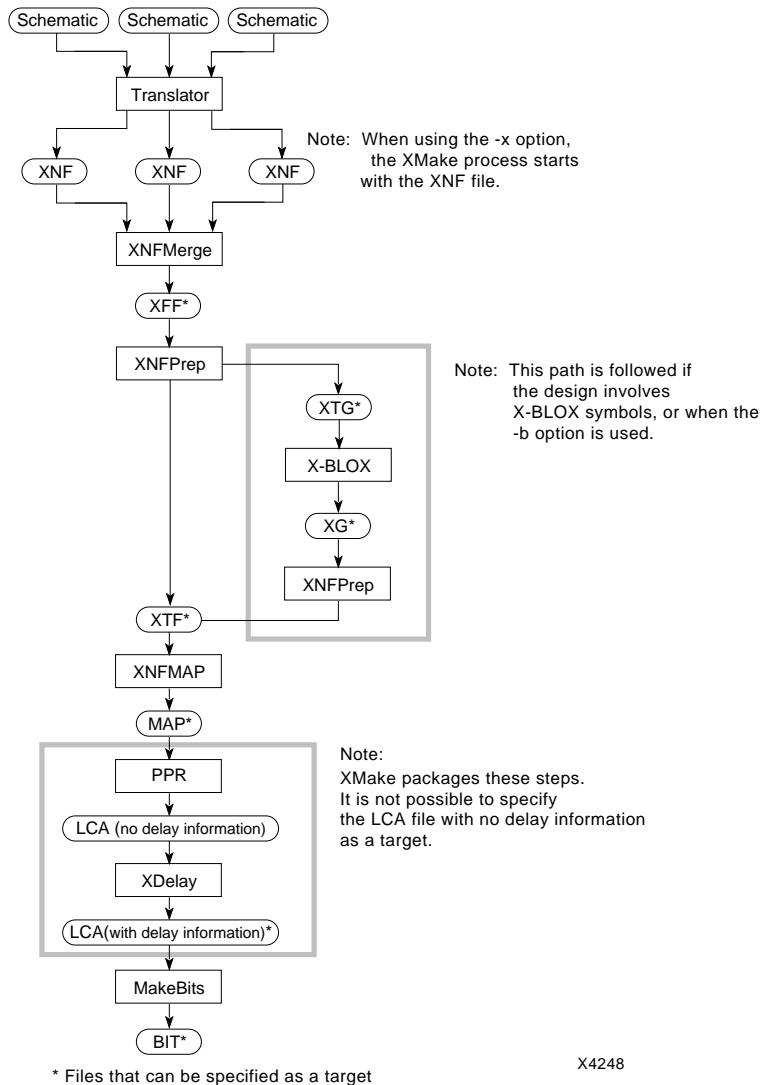 Schematic Schematic Schematic
Translator
Note: When using the -x option,
the XMake process starts
with the XNF file.
XNF XNF XNF
XNFMerge
XFF*
XNFPrep
Note: This path is followed if
the design involves
X-BLOX symbols, or when the
-b option is used.
XTG*
X-BLOX
XG*
XNFPrep
XTF*
XNFMAP
MAP*
Note:
XMake packages these steps.
It is not possible to specify
the LCA file with no delay information
as a target.
PPR
LCA (no delay information)
XDelay
LCA(with delay information)*
MakeBits
BIT*
X4248
* Files that can be specified as a target